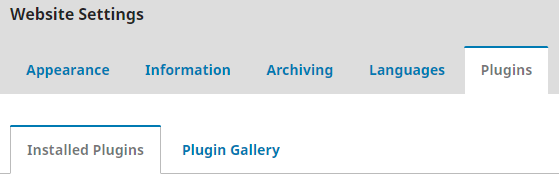 Website Settings
Appearance Information Archiving Languages Plugins
Installed Plugins Plugin Gallery